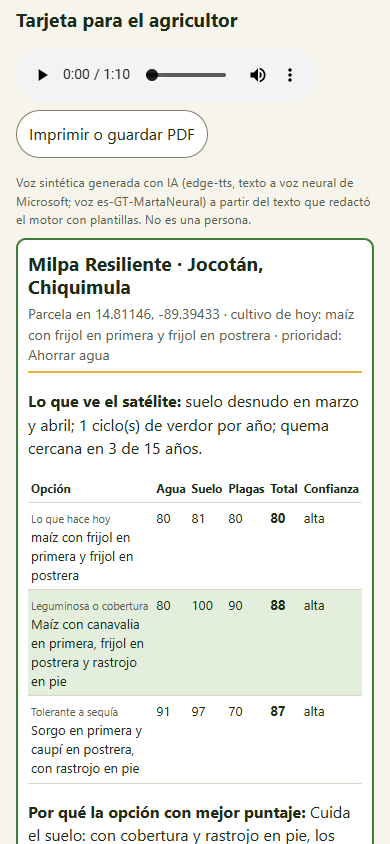 Tarjeta para el agricultor
0:00 / 1:10
Imprimir o guardar PDF
Voz sintética generada con IA (edge-tts, texto a voz neural de
Microsoft; voz es-GT-MartaNeural) a partir del texto que redactó
el motor con plantillas. No es una persona.
Milpa Resiliente · Jocotán,
Chiquimula
Parcela en 14.81146, -89.39433 · cultivo de hoy: maíz
con frijol en primera y frijol en postrera · prioridad:
Ahorrar agua
Lo que ve el satélite: suelo desnudo en marzo
y abril; 1 ciclo(s) de verdor por año; quema
cercana en 3 de 15 años.
Opción Agua Suelo Plagas Total Confianza
Lo que hace hoy 80 81 80 80 alta
maíz con frijol en
primera y frijol en
postrera
Leguminosa o cobertura 80 100 90 88 alta
Maíz con canavalia
en primera, frijol en
postrera y rastrojo
en pie
Tolerante a sequía 91 97 70 87 alta
Sorgo en primera y
caupí en postrera,
con rastrojo en pie
Por qué la opción con mejor puntaje: Cuida
el suelo: con cobertura y rastrojo en pie, los